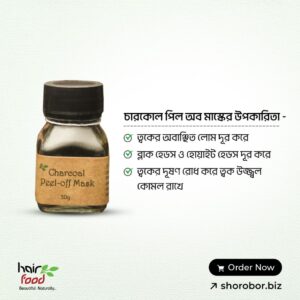 চারকোল পিল অব মাস্কের উপকারিতা -
ত্বকের অবাঞ্ছিত লোম দূর করে
ব্লাক হেডস ও হোয়াইট হেডস দূর করে
ত্বকের দূষণ রোধ করে ত্বক উজ্জ্বল
কোমল রাখে
Charcoal
Peel-off Mask
50g
hair
food
Beautiful. Naturally.
Order Now
shorobor.biz